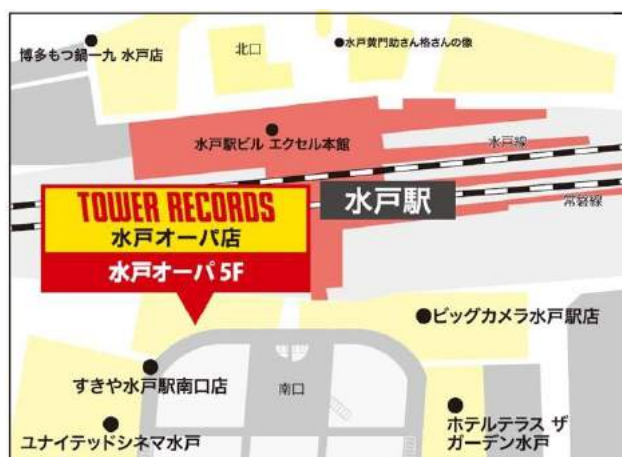 博多もつ鍋一九 水戸店
北口
水戸黄門助さん格さんの像
水戸駅ビル エクセル本館
水戸線
TOWER RECORDS
水戸オーパ店
水戸オーパ 5F
水戸駅
常磐線
ビッグカメラ水戸駅店
すきや水戸駅南口店
南口
ユナイテッドシネマ水戸
ホテルテラス ザ
ガーデン水戸